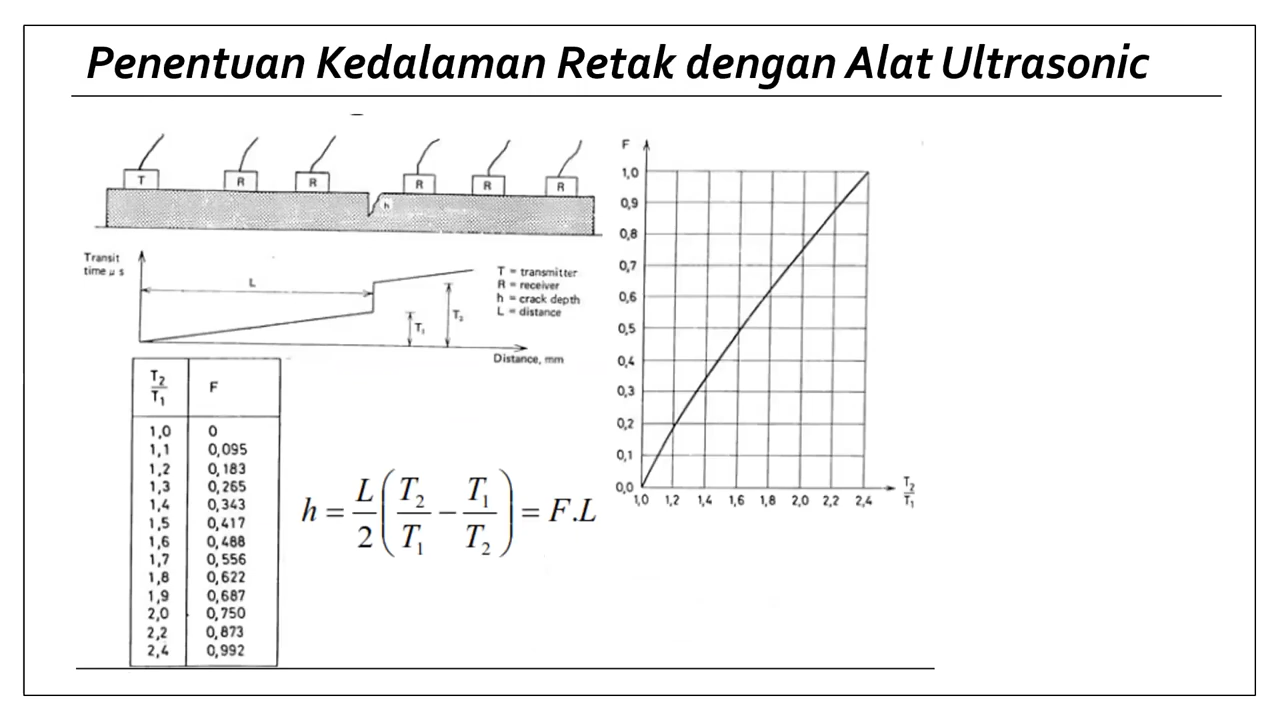 Penentuan Kedalaman Retak dengan Alat Ultrasonic
T
R
R
R
R
R
h
Transit
time μ s
L
T₁
T₂
T = transmitter
R = receiver
h = crack depth
L = distance
Distance, mm
T₂/T₁ F
1,0 0
1,1 0,095
1,2 0,183
1,3 0,265
1,4 0,343
1,5 0,417
1,6 0,488
1,7 0,556
1,8 0,622
1,9 0,687
2,0 0,750
2,2 0,873
2,4 0,992
h = L/2 (T₂/T₁ − T₁/T₂) = F.L
F
1,0
0,9
0,8
0,7
0,6
0,5
0,4
0,3
0,2
0,1
0,0
1,0 1,2 1,4 1,6 1,8 2,0 2,2 2,4 T₂/T₁